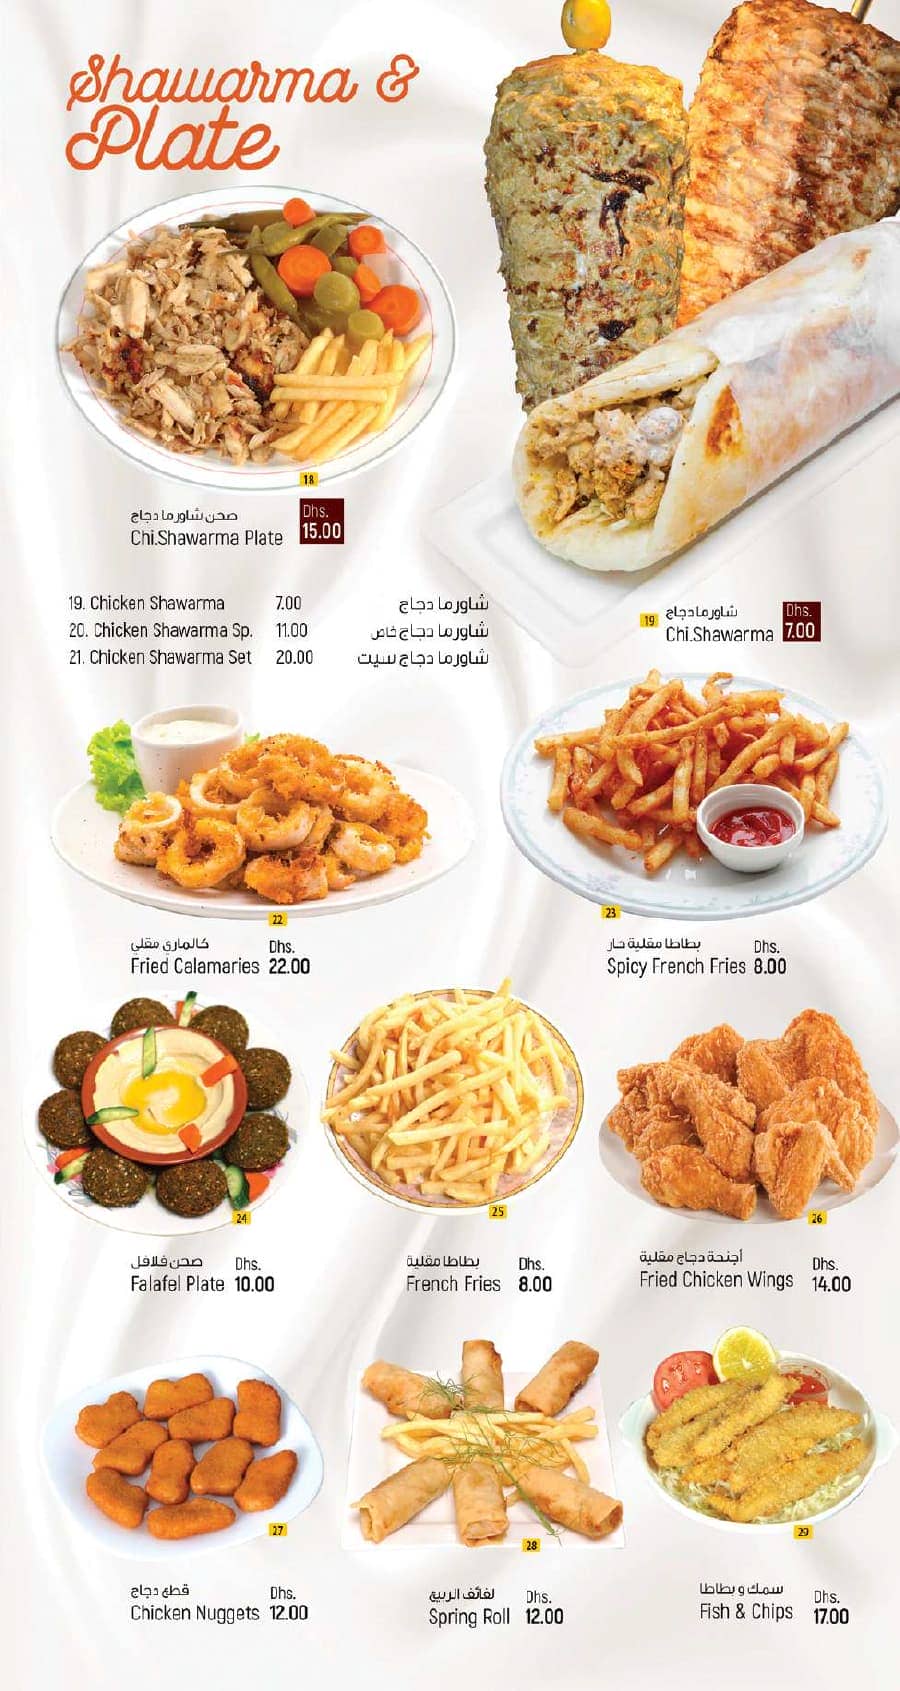 Shawarma &
Plate
18
صحن شاورما دجاج
Chi.Shawarma Plate
Dhs.
15.00
19. Chicken Shawarma 7.00 شاورما دجاج
20. Chicken Shawarma Sp. 11.00 شاورما دجاج خاص
21. Chicken Shawarma Set 20.00 شاورما دجاج سيت
19
شاورما دجاج
Chi.Shawarma
Dhs.
7.00
22
كالماري مقلي Dhs.
Fried Calamaries 22.00
23
بطاطا مقلية حار Dhs.
Spicy French Fries 8.00
24
صحن فلافل Dhs.
Falafel Plate 10.00
25
بطاطا مقلية Dhs.
French Fries 8.00
26
أجنحة دجاج مقلية Dhs.
Fried Chicken Wings 14.00
27
قطع دجاج Dhs.
Chicken Nuggets 12.00
28
لفائف الربيع Dhs.
Spring Roll 12.00
29
سمك و بطاطا Dhs.
Fish & Chips 17.00